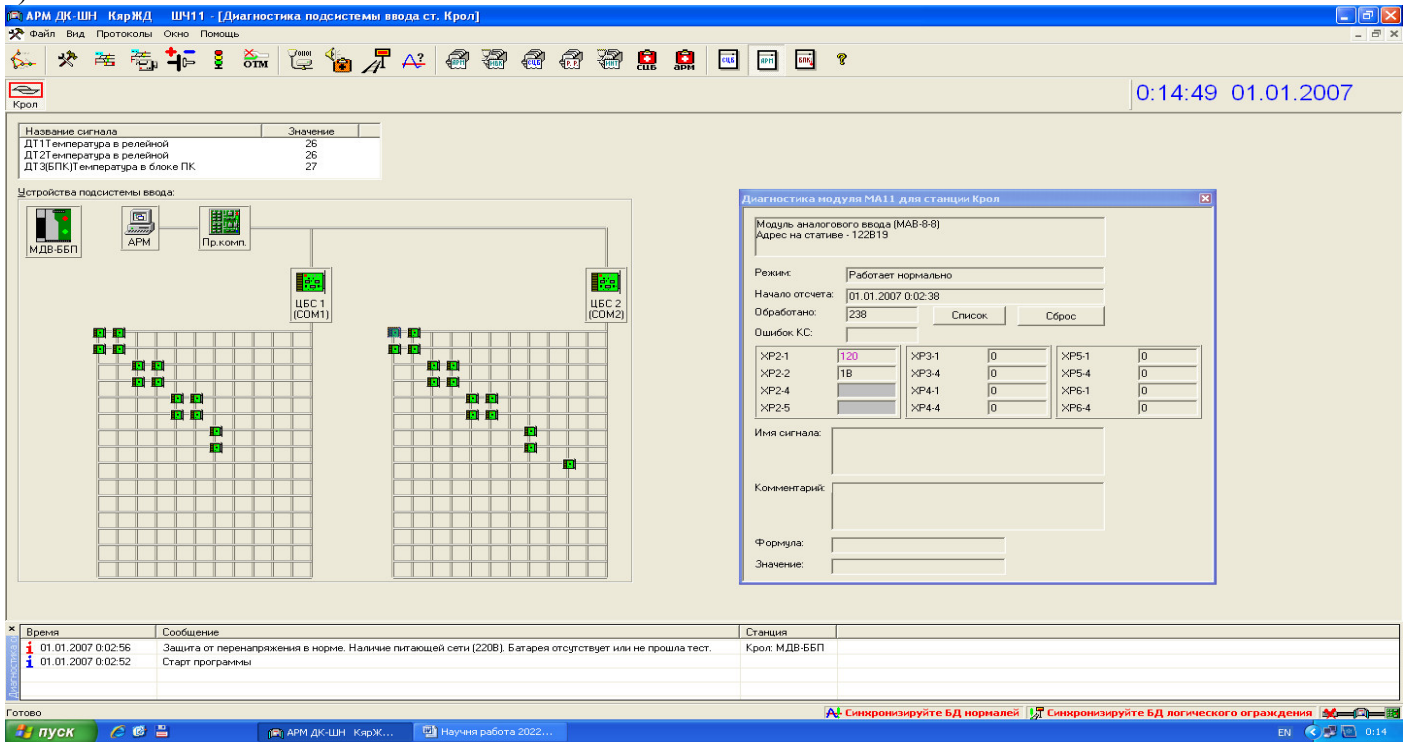 АРМ ДК-ШН КярЖД ШЧ11 - [Диагностика подсистемы ввода ст. Крол]
Файл Вид Протоколы Окно Помощь
ОТМ СЦБ АРМ СЦБ АРМ БПК
Крол 0:14:49 01.01.2007
Название сигнала Значение
ДТ1Температура в релейной 26
ДТ2Температура в релейной 26
ДТ3(БПК)Температура в блоке ПК 27
Устройства подсистемы ввода:
МДВ-ББП АРМ Пр.комп.
ЦБС 1 (COM1)
ЦБС 2 (COM2)
Диагностика модуля МА11 для станции Крол
Модуль аналогового ввода (МАВ-8-8)
Адрес на стативе - 122В19
Режим: Работает нормально
Начало отсчета: 01.01.2007 0:02:38
Обработано: 238 Список Сброс
Ошибок КС:
XP2-1 120 XP3-1 0 XP5-1 0
XP2-2 1B XP3-4 0 XP5-4 0
XP2-4 XP4-1 0 XP6-1 0
XP2-5 XP4-4 0 XP6-4 0
Имя сигнала:
Комментарий:
Формула:
Значение:
Время Сообщение Станция
01.01.2007 0:02:56 Защита от перенапряжения в норме. Наличие питающей сети (220В). Батарея отсутствует или не прошла тест. Крол: МДВ-ББП
01.01.2007 0:02:52 Старт программы
Готово Синхронизируйте БД нормалей Синхронизируйте БД логического ограждения
пуск АРМ ДК-ШН КярЖ... Научня работа 2022... EN 0:14